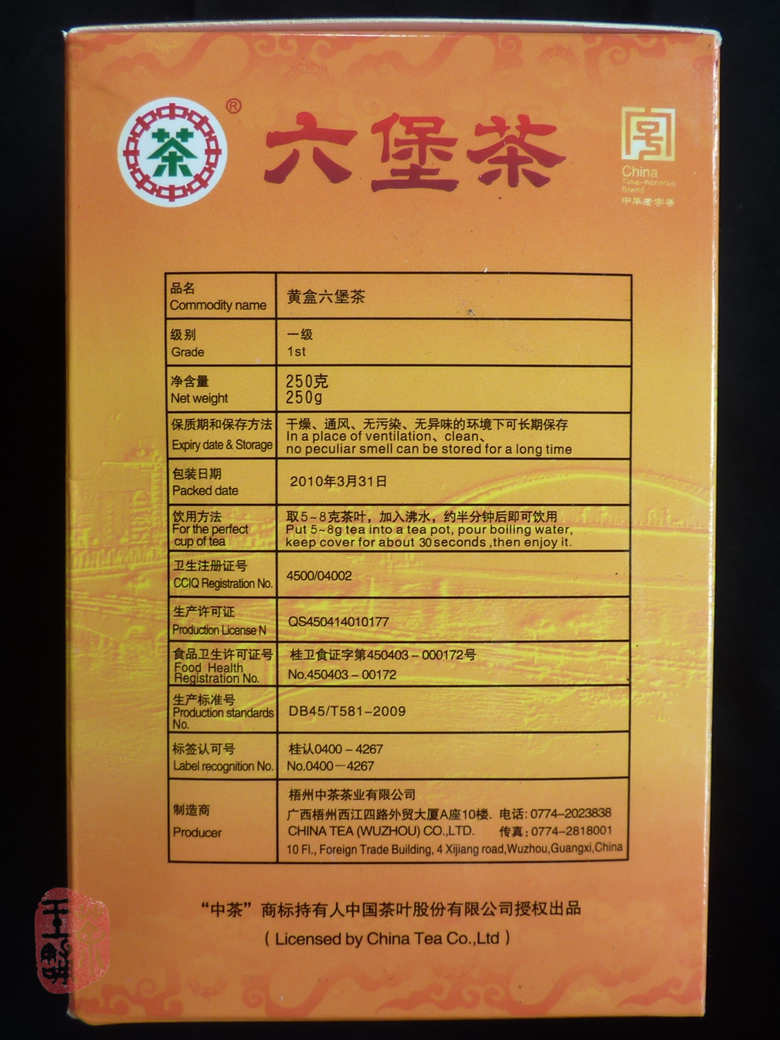 茶
®
六堡茶
号
China
Time-Honored
Brand
中华老字号
品名
Commodity name
黄盒六堡茶
级别
Grade
一级
1st
净含量
Net weight
250克
250g
保质期和保存方法
Expiry date & Storage
干燥、通风、无污染、无异味的环境下可长期保存
In a place of ventilation、clean、
no peculiar smell can be stored for a long time
包装日期
Packed date
2010年3月31日
饮用方法
For the perfect
cup of tea
取5~8克茶叶，加入沸水，约半分钟后即可饮用
Put 5~8g tea into a tea pot, pour boiling water,
keep cover for about 30 seconds ,then enjoy it.
卫生注册证号
CCIQ Registration No.
4500/04002
生产许可证
Production License N
QS450414010177
食品卫生许可证号
Food Health
Registration No.
桂卫食证字第450403-000172号
No.450403-00172
生产标准号
Production standards
No.
DB45/T581-2009
标签认可号
Label recognition No.
桂认0400-4267
No.0400—4267
制造商
Producer
梧州中茶茶业有限公司
广西梧州西江四路外贸大厦A座10楼. 电话: 0774-2023838
CHINA TEA (WUZHOU) CO.,LTD. 传真: 0774-2818001
10 Fl., Foreign Trade Building, 4 Xijiang road,Wuzhou,Guangxi,China
“中茶”商标持有人中国茶叶股份有限公司授权出品
( Licensed by China Tea Co.,Ltd )